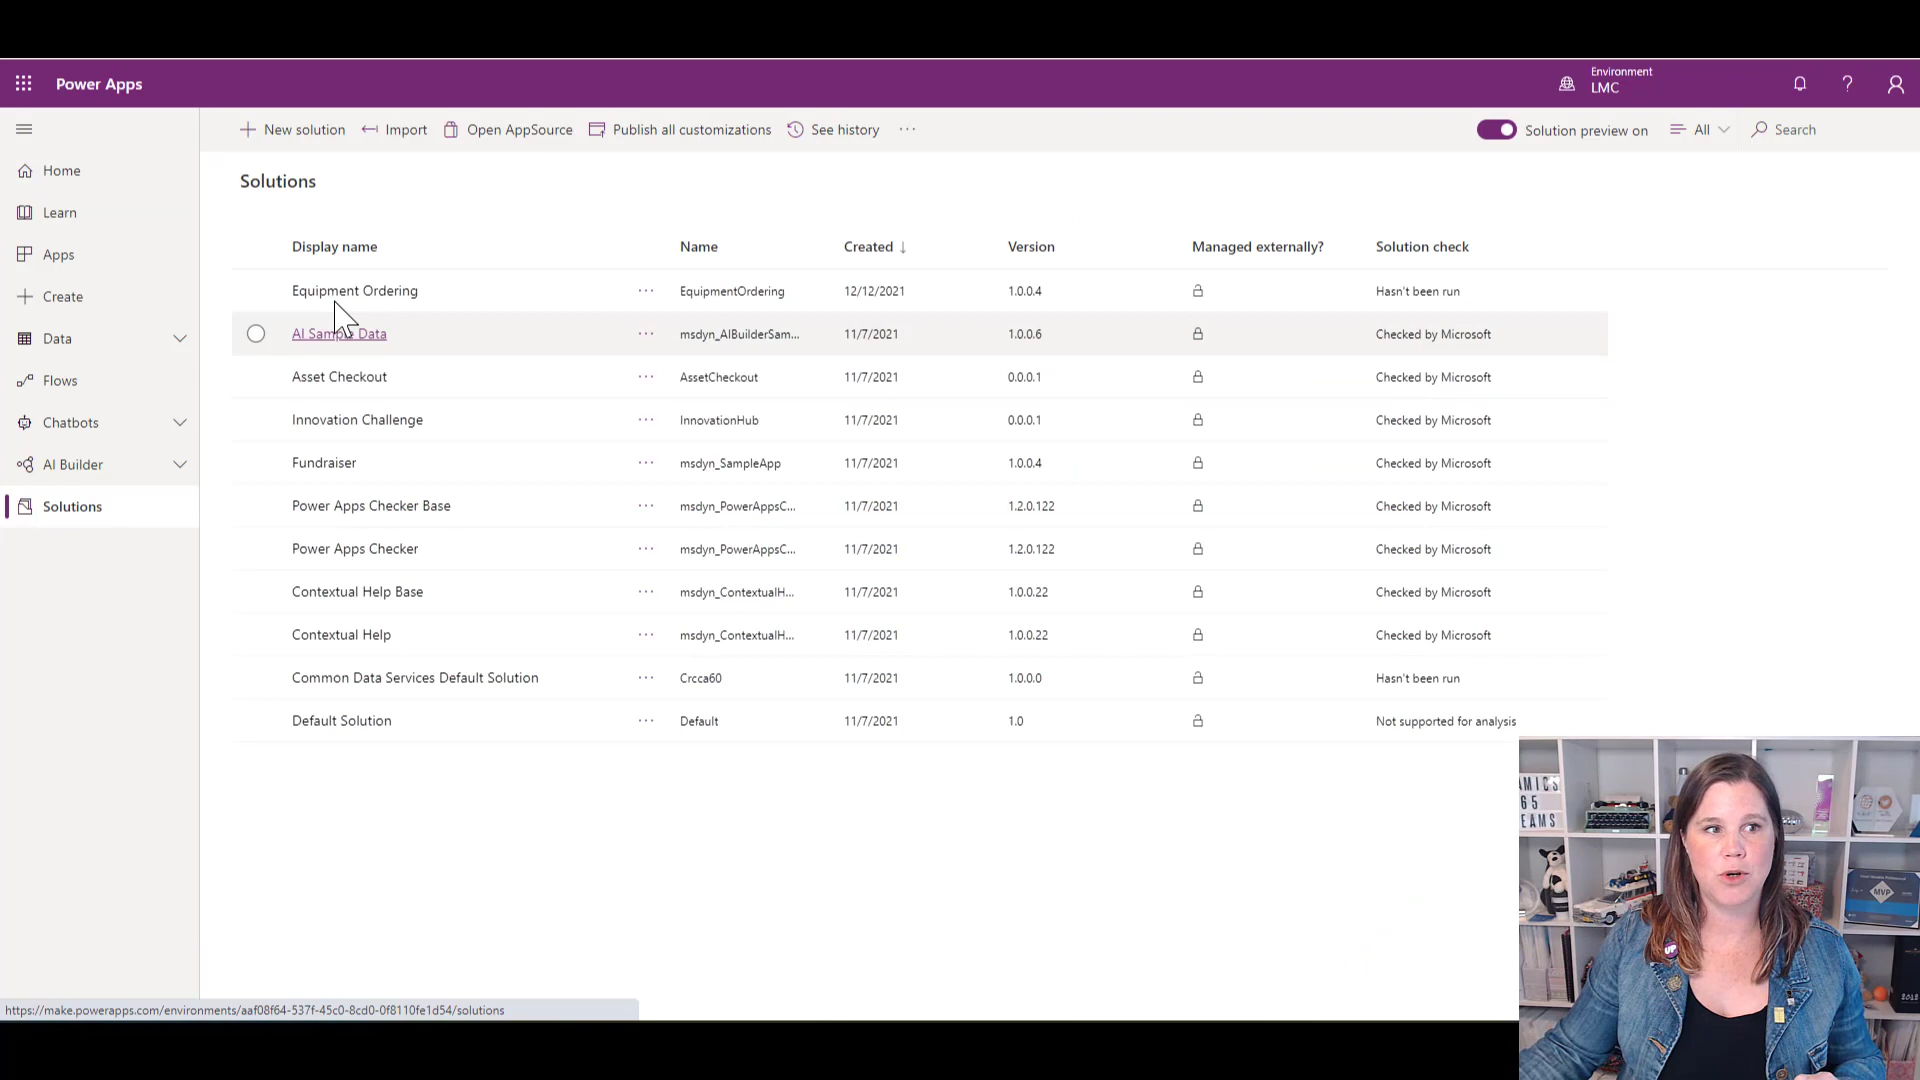 Power Apps
Environment
LMC
New solution
Import
Open AppSource
Publish all customizations
See history
Solution preview on
All
Search
Home
Learn
Apps
Create
Data
Flows
Chatbots
AI Builder
Solutions
Solutions
Display name Name Created ↓ Version Managed externally? Solution check
Equipment Ordering ... EquipmentOrdering 12/12/2021 1.0.0.4 Hasn't been run
AI Sample Data ... msdyn_AIBuilderSam... 11/7/2021 1.0.0.6 Checked by Microsoft
Asset Checkout ... AssetCheckout 11/7/2021 0.0.0.1 Checked by Microsoft
Innovation Challenge ... InnovationHub 11/7/2021 0.0.0.1 Checked by Microsoft
Fundraiser ... msdyn_SampleApp 11/7/2021 1.0.0.4 Checked by Microsoft
Power Apps Checker Base ... msdyn_PowerAppsC... 11/7/2021 1.2.0.122 Checked by Microsoft
Power Apps Checker ... msdyn_PowerAppsC... 11/7/2021 1.2.0.122 Checked by Microsoft
Contextual Help Base ... msdyn_ContextualH... 11/7/2021 1.0.0.22 Checked by Microsoft
Contextual Help ... msdyn_ContextualH... 11/7/2021 1.0.0.22 Checked by Microsoft
Common Data Services Default Solution ... Crcca60 11/7/2021 1.0.0.0 Hasn't been run
Default Solution ... Default 11/7/2021 1.0 Not supported for analysis
AMICS
65
EAMS
MVP
UP
https://make.powerapps.com/environments/aaf08f64-537f-45c0-8cd0-0f8110fe1d54/solutions